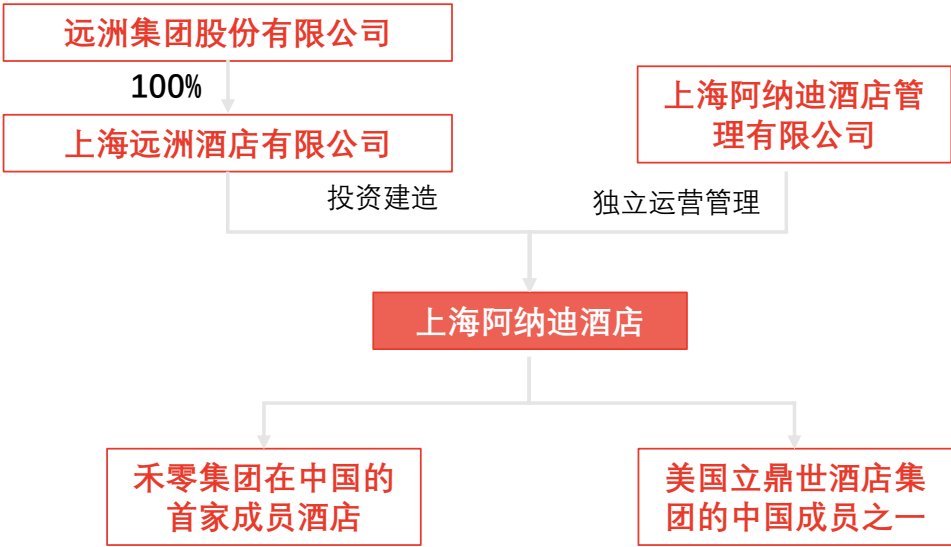 远洲集团股份有限公司
100%
上海远洲酒店有限公司
上海阿纳迪酒店管
理有限公司
投资建造
独立运营管理
上海阿纳迪酒店
禾零集团在中国的
首家成员酒店
美国立鼎世酒店集
团的中国成员之一